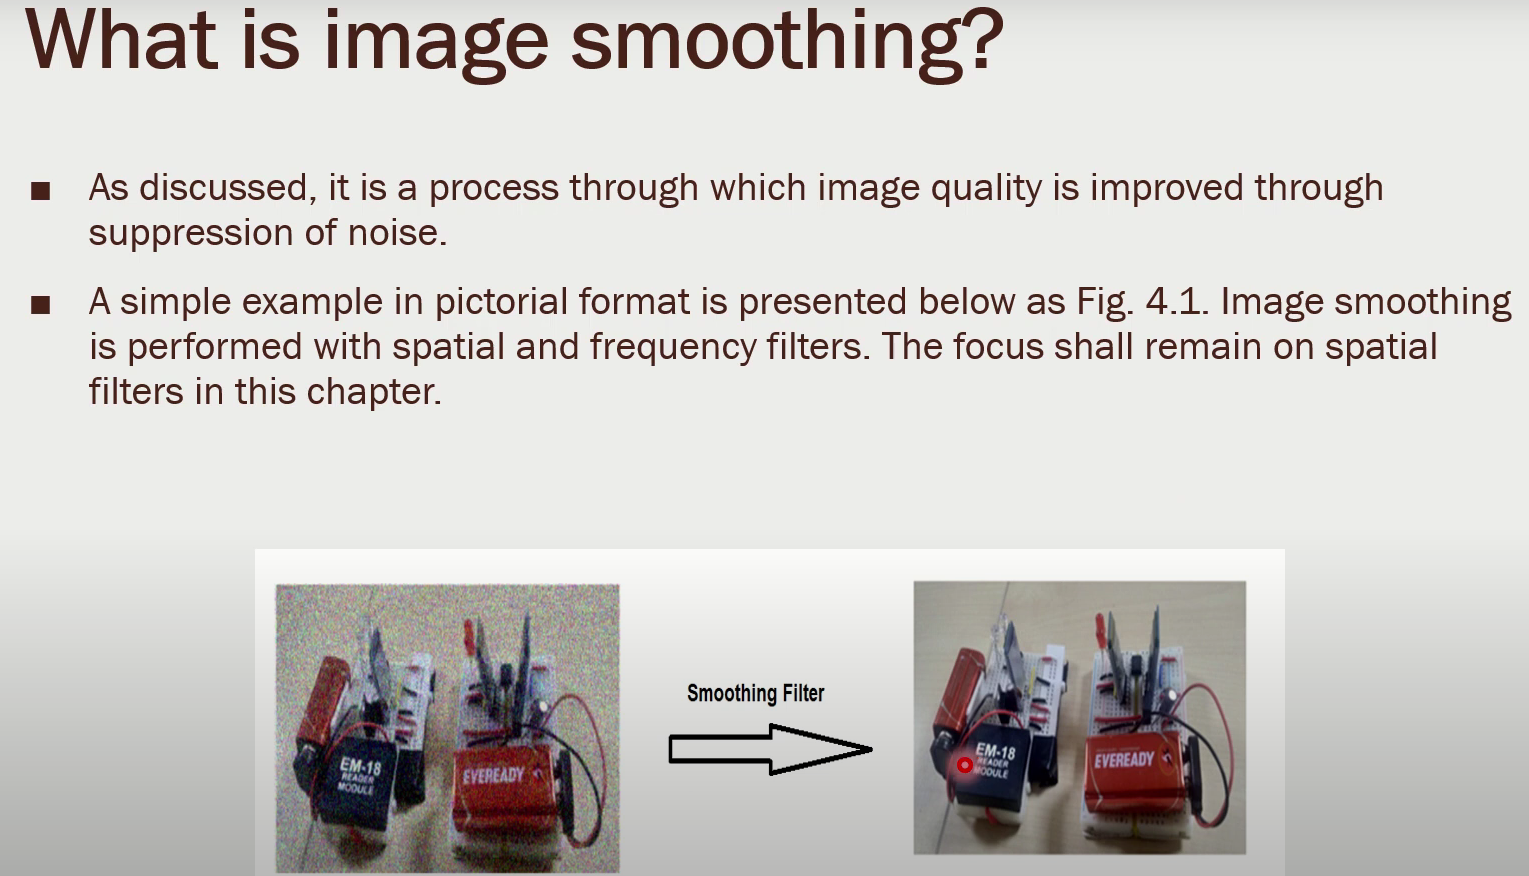 What is image smoothing?
■ As discussed, it is a process through which image quality is improved through
suppression of noise.
■ A simple example in pictorial format is presented below as Fig. 4.1. Image smoothing
is performed with spatial and frequency filters. The focus shall remain on spatial
filters in this chapter.
EM-18
READER
MODULE
EVEREADY
Smoothing Filter
EM-18
READER
MODULE
EVEREADY